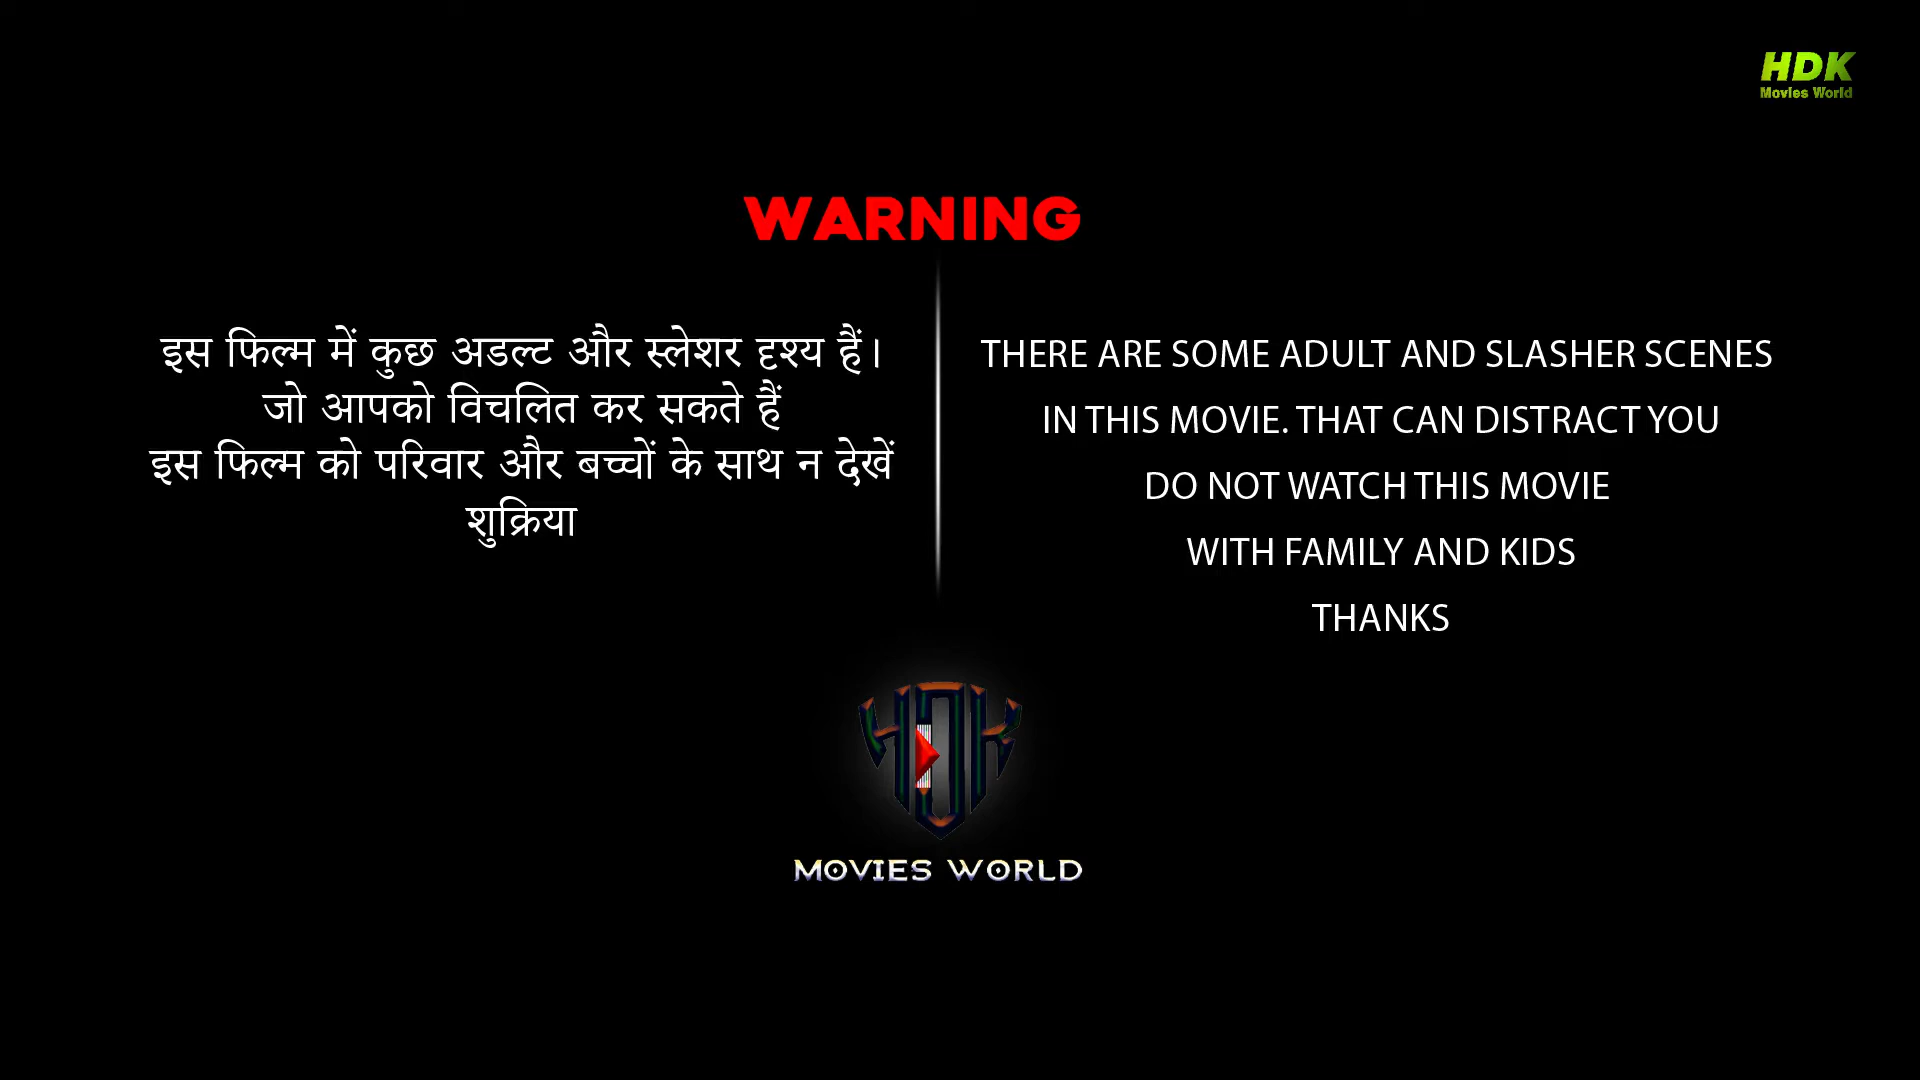 HDK
Movies World
WARNING
इस फिल्म में कुछ अडल्ट और स्लेशर दृश्य हैं।
जो आपको विचलित कर सकते हैं
इस फिल्म को परिवार और बच्चों के साथ न देखें
शुक्रिया
THERE ARE SOME ADULT AND SLASHER SCENES
IN THIS MOVIE. THAT CAN DISTRACT YOU
DO NOT WATCH THIS MOVIE
WITH FAMILY AND KIDS
THANKS
HDK
MOVIES WORLD